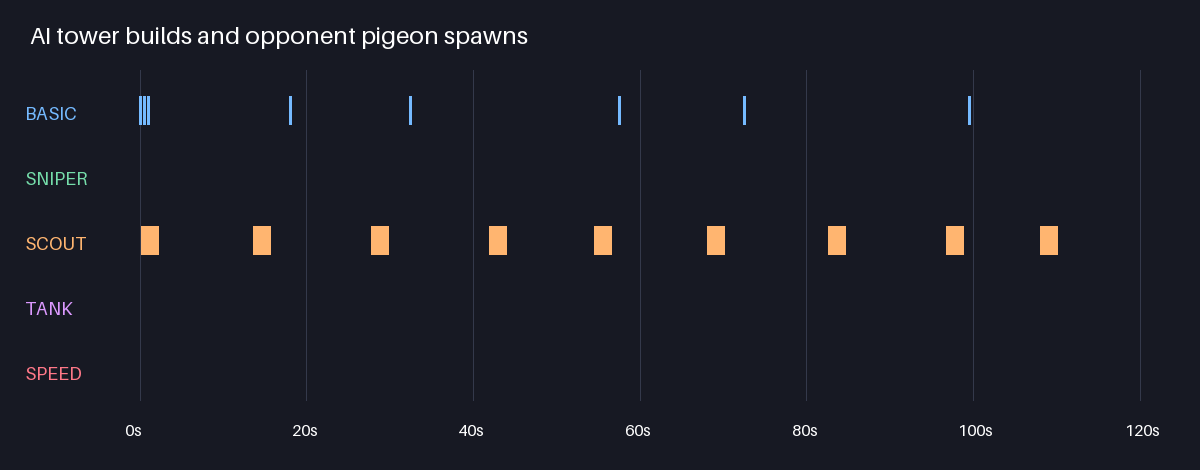 AI tower builds and opponent pigeon spawns
BASIC
SNIPER
SCOUT
TANK
SPEED
0s 20s 40s 60s 80s 100s 120s